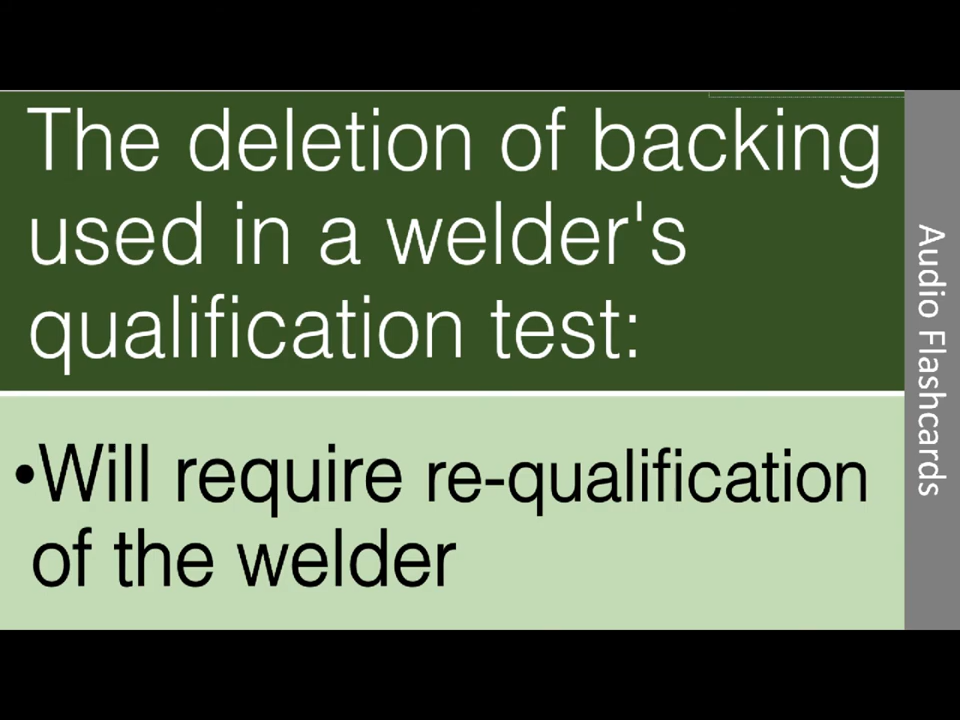 The deletion of backing
used in a welder's
qualification test:
•Will require re-qualification
of the welder
Audio Flashcards